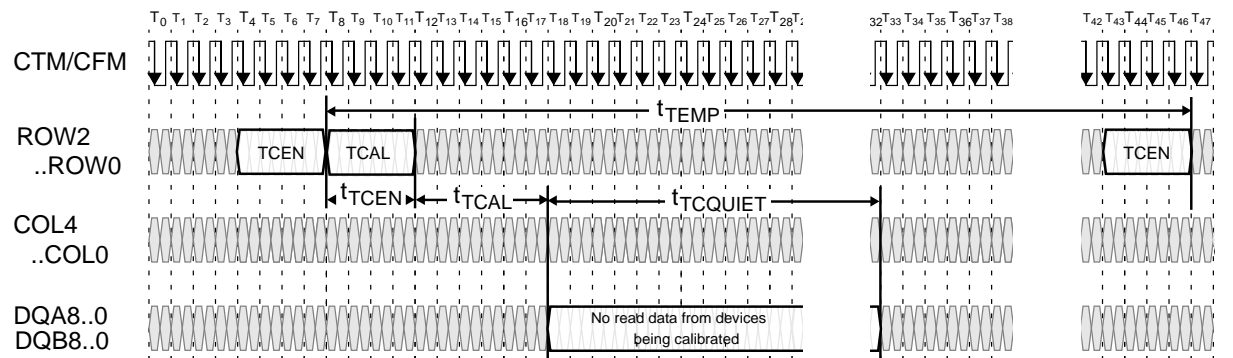 T0 T1 T2 T3 T4 T5 T6 T7 T8 T9 T10 T11 T12 T13 T14 T15 T16 T17 T18 T19 T20 T21 T22 T23 T24 T25 T26 T27 T28 T2 32 T33 T34 T35 T36 T37 T38 T42 T43 T44 T45 T46 T47
CTM/CFM
tTEMP
ROW2
..ROW0
TCEN TCAL TCEN
tTCEN tTCAL tTCQUIET
COL4
..COL0
DQA8..0
DQB8..0
No read data from devices
being calibrated